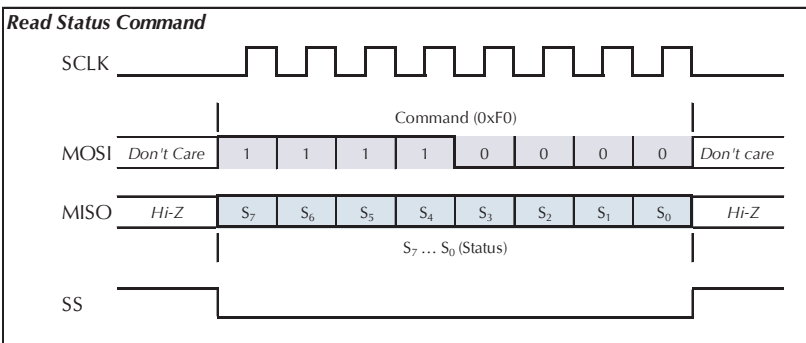 Read Status Command
SCLK
Command (0xF0)
MOSI Don't Care 1 1 1 1 0 0 0 0 Don't care
MISO Hi-Z S7 S6 S5 S4 S3 S2 S1 S0 Hi-Z
S7 … S0 (Status)
SS